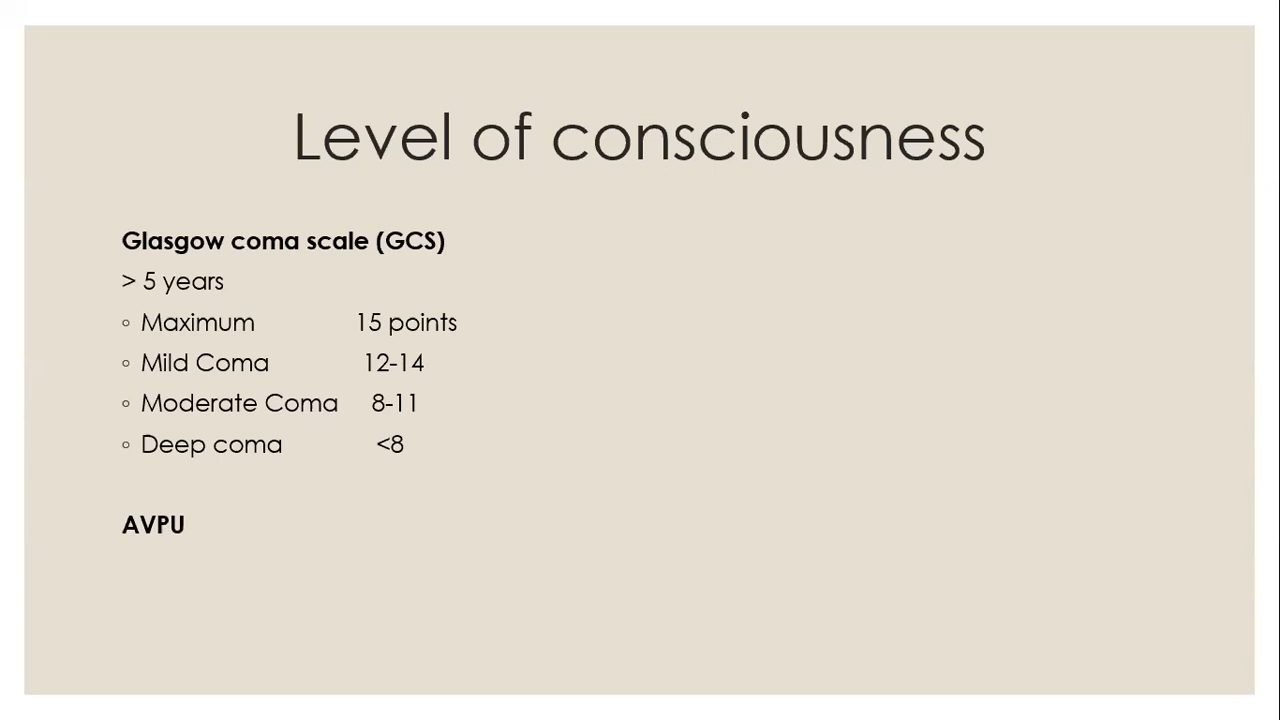 Level of consciousness
Glasgow coma scale (GCS)
> 5 years
◦ Maximum 15 points
◦ Mild Coma 12-14
◦ Moderate Coma 8-11
◦ Deep coma <8
AVPU